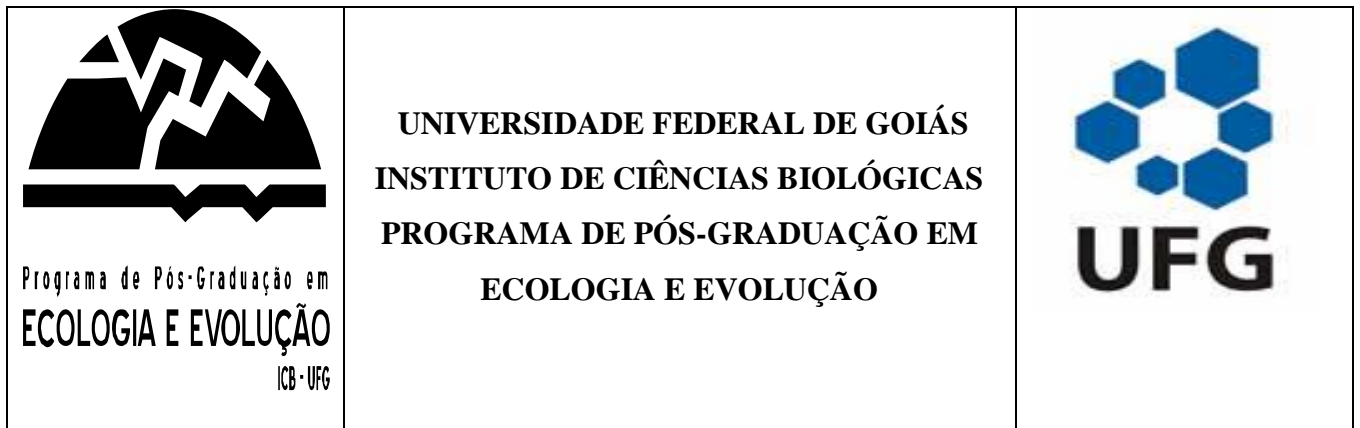 Programa de Pós-Graduação em
ECOLOGIA E EVOLUÇÃO
ICB - UFG
UNIVERSIDADE FEDERAL DE GOIÁS
INSTITUTO DE CIÊNCIAS BIOLÓGICAS
PROGRAMA DE PÓS-GRADUAÇÃO EM
ECOLOGIA E EVOLUÇÃO
UFG